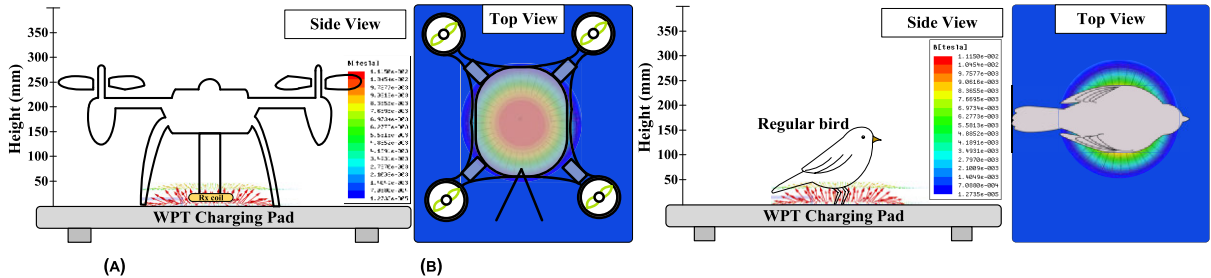 Side View
Height (mm)
350
300
250
200
150
100
50
B[tesla]
Rx coil
WPT Charging Pad
(A)
Top View
(B)
Side View
Height (mm)
350
300
250
200
150
100
50
Regular bird
B[tesla]
1.1150e-002
1.0454e-002
9.7577e-003
9.0616e-003
8.3655e-003
7.6695e-003
6.9734e-003
6.2773e-003
5.5813e-003
4.8852e-003
4.1891e-003
3.4931e-003
2.7970e-003
2.1009e-003
1.4049e-003
7.0880e-004
1.2735e-005
WPT Charging Pad
Top View